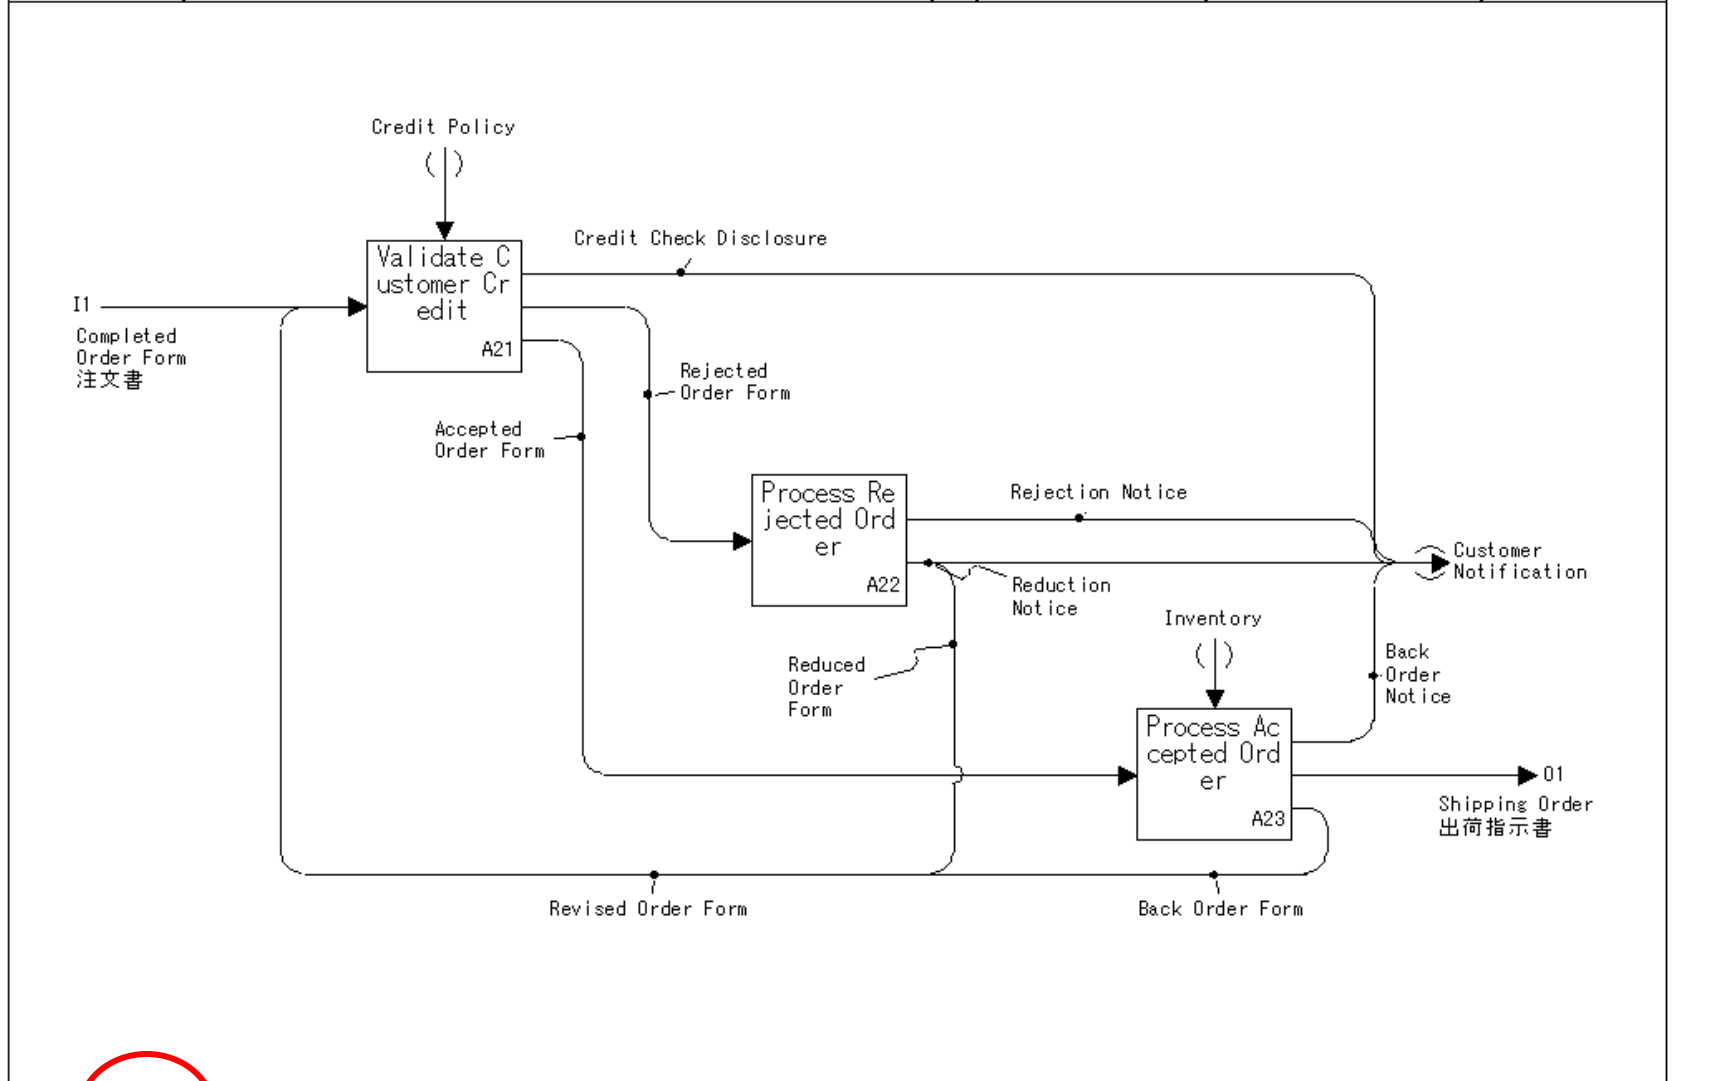 Credit Policy
Validate C
ustomer Cr
edit
A21
Credit Check Disclosure
I1
Completed
Order Form
注文書
Rejected
Order Form
Accepted
Order Form
Process Re
jected Ord
er
A22
Rejection Notice
Customer
Notification
Reduction
Notice
Inventory
Reduced
Order
Form
Back
Order
Notice
Process Ac
cepted Ord
er
A23
O1
Shipping Order
出荷指示書
Revised Order Form
Back Order Form